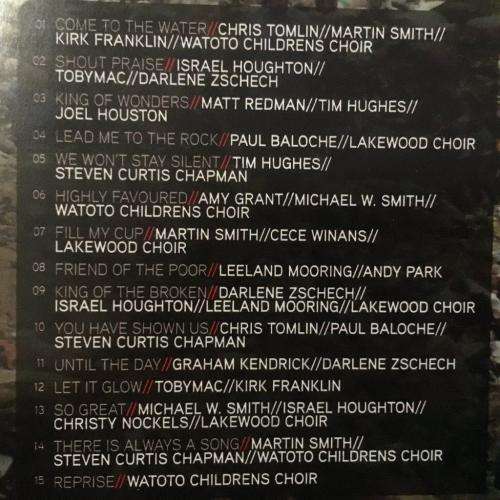 01 COME TO THE WATER//CHRIS TOMLIN//MARTIN SMITH//
KIRK FRANKLIN//WATOTO CHILDRENS CHOIR
02 SHOUT PRAISE//ISRAEL HOUGHTON//
TOBYMAC//DARLENE ZSCHECH
03 KING OF WONDERS//MATT REDMAN//TIM HUGHES//
JOEL HOUSTON
04 LEAD ME TO THE ROCK//PAUL BALOCHE//LAKEWOOD CHOIR
05 WE WON'T STAY SILENT//TIM HUGHES//
STEVEN CURTIS CHAPMAN
06 HIGHLY FAVOURED//AMY GRANT//MICHAEL W. SMITH//
WATOTO CHILDRENS CHOIR
07 FILL MY CUP//MARTIN SMITH//CECE WINANS//
LAKEWOOD CHOIR
08 FRIEND OF THE POOR//LEELAND MOORING//ANDY PARK
09 KING OF THE BROKEN//DARLENE ZSCHECH//
ISRAEL HOUGHTON//LEELAND MOORING//LAKEWOOD CHOIR
10 YOU HAVE SHOWN US//CHRIS TOMLIN//PAUL BALOCHE//
STEVEN CURTIS CHAPMAN
11 UNTIL THE DAY//GRAHAM KENDRICK//DARLENE ZSCHECH
12 LET IT GLOW//TOBYMAC//KIRK FRANKLIN
13 SO GREAT//MICHAEL W. SMITH//ISRAEL HOUGHTON//
CHRISTY NOCKELS//LAKEWOOD CHOIR
14 THERE IS ALWAYS A SONG//MARTIN SMITH//
STEVEN CURTIS CHAPMAN//WATOTO CHILDRENS CHOIR
15 REPRISE//WATOTO CHILDRENS CHOIR